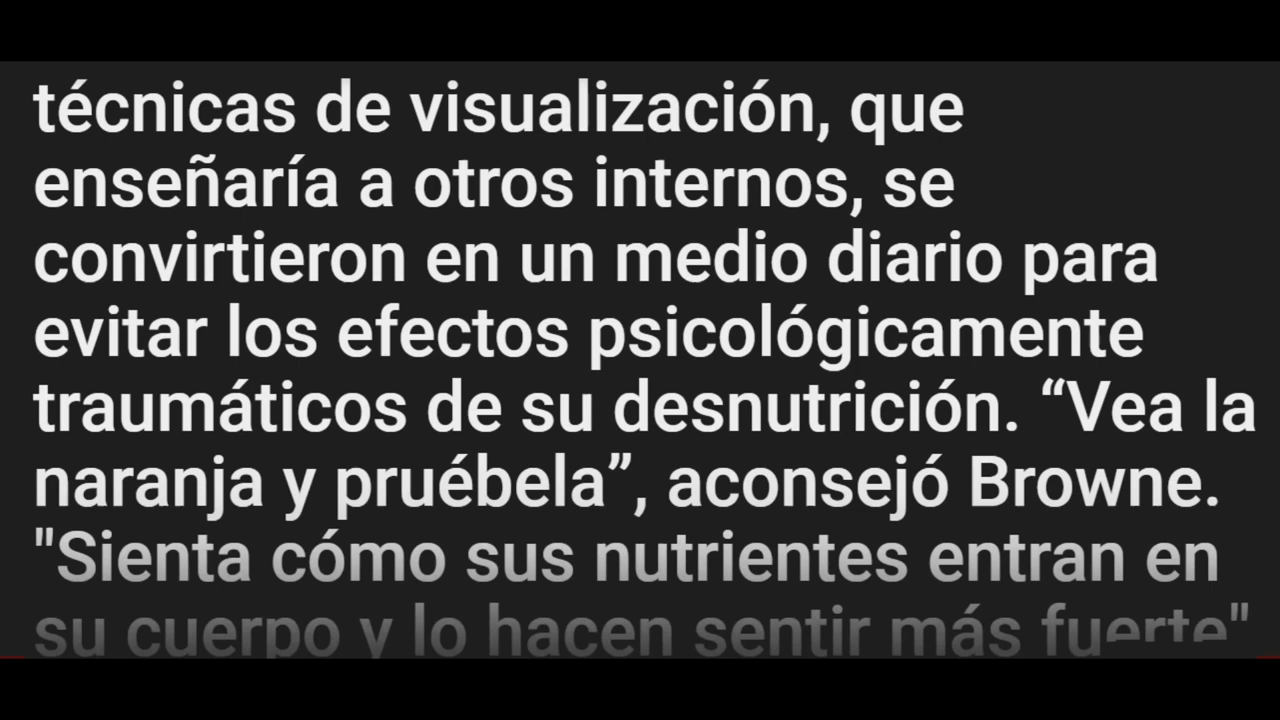 técnicas de visualización, que
enseñaría a otros internos, se
convirtieron en un medio diario para
evitar los efectos psicológicamente
traumáticos de su desnutrición. “Vea la
naranja y pruébela”, aconsejó Browne.
"Sienta cómo sus nutrientes entran en
su cuerpo y lo hacen sentir más fuerte"